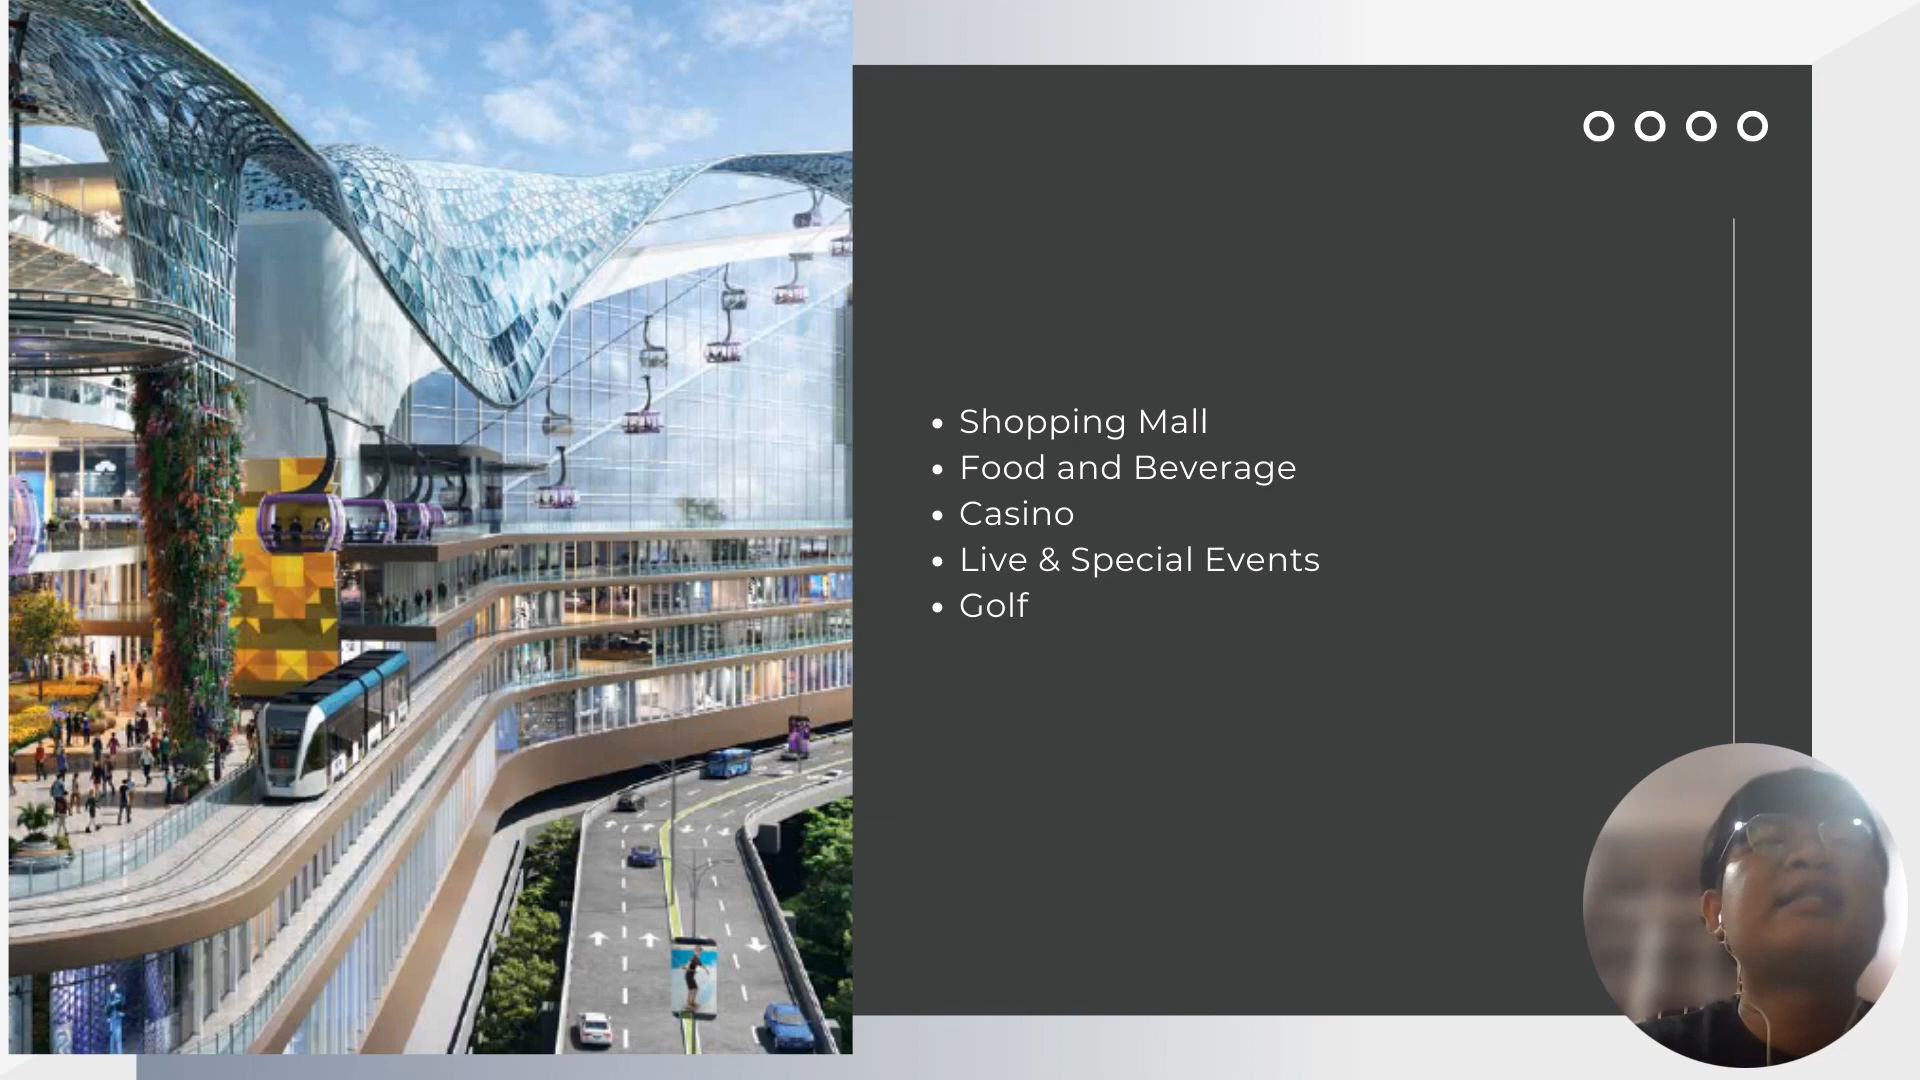 • Shopping Mall
• Food and Beverage
• Casino
• Live & Special Events
• Golf